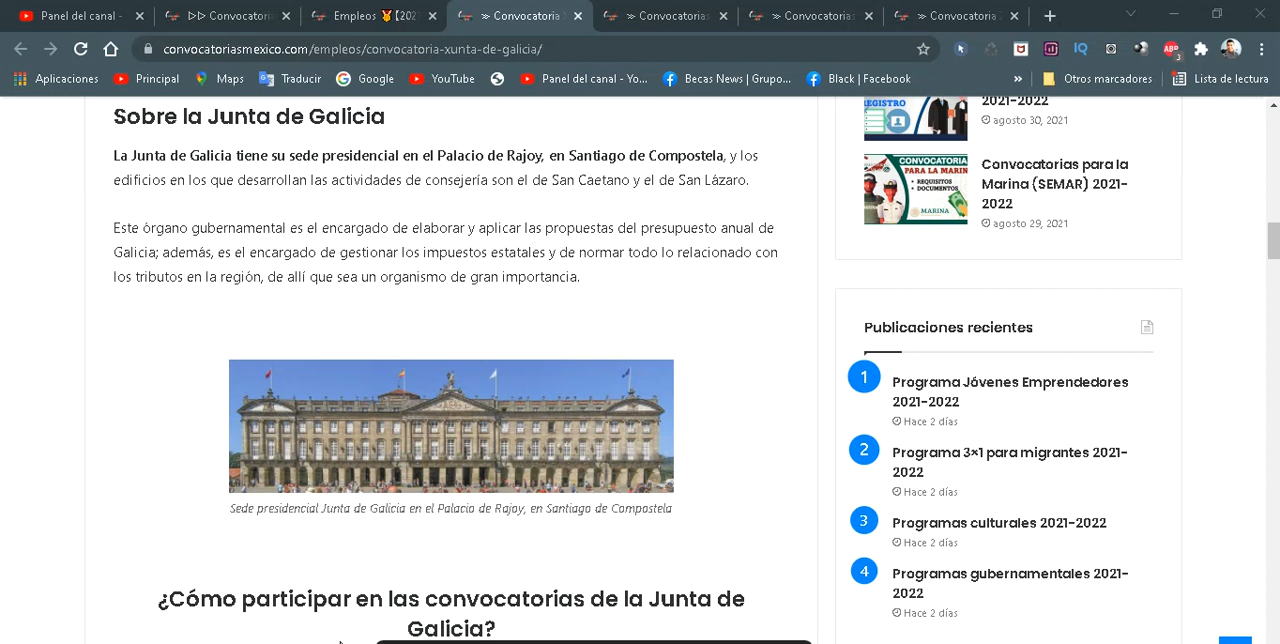 Panel del canal -
▷▷ Convocatori
Empleos 🏅【202
≫ Convocatoria
≫ Convocatorias
≫ Convocatorias
≫ Convocatoria
convocatoriasmexico.com/empleos/convocatoria-xunta-de-galicia/
IQ
ABP
3
Aplicaciones
Principal
Maps
Traducir
Google
YouTube
Panel del canal - Yo...
Becas News | Grupo...
Black | Facebook
»
Otros marcadores
Lista de lectura
Sobre la Junta de Galicia
La Junta de Galicia tiene su sede presidencial en el Palacio de Rajoy, en Santiago de Compostela, y los
edificios en los que desarrollan las actividades de consejería son el de San Caetano y el de San Lázaro.
Este órgano gubernamental es el encargado de elaborar y aplicar las propuestas del presupuesto anual de
Galicia; además, es el encargado de gestionar los impuestos estatales y de normar todo lo relacionado con
los tributos en la región, de allí que sea un organismo de gran importancia.
Sede presidencial Junta de Galicia en el Palacio de Rajoy, en Santiago de Compostela
¿Cómo participar en las convocatorias de la Junta de
Galicia?
REGISTRO
2021-2022
agosto 30, 2021
CONVOCATORIA
PARA LA MARIN
• REQUISITOS
• DOCUMENTOS
MARINA
Convocatorias para la
Marina (SEMAR) 2021-
2022
agosto 29, 2021
Publicaciones recientes
1
Programa Jóvenes Emprendedores
2021-2022
Hace 2 días
2
Programa 3×1 para migrantes 2021-
2022
Hace 2 días
3
Programas culturales 2021-2022
Hace 2 días
4
Programas gubernamentales 2021-
2022
Hace 2 días